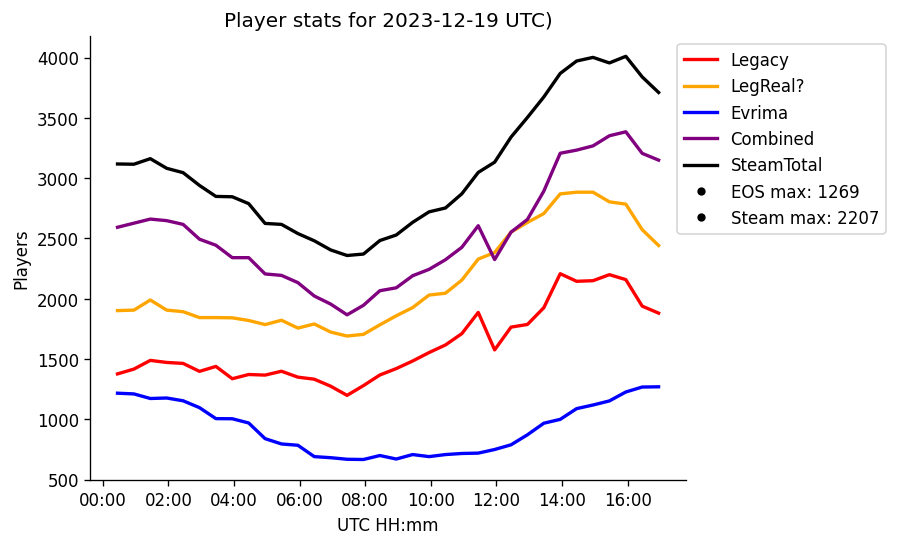 Player stats for 2023-12-19 UTC)
Legacy
LegReal?
Evrima
Combined
SteamTotal
EOS max: 1269
Steam max: 2207
Players
4000
3500
3000
2500
2000
1500
1000
500
00:00 02:00 04:00 06:00 08:00 10:00 12:00 14:00 16:00
UTC HH:mm